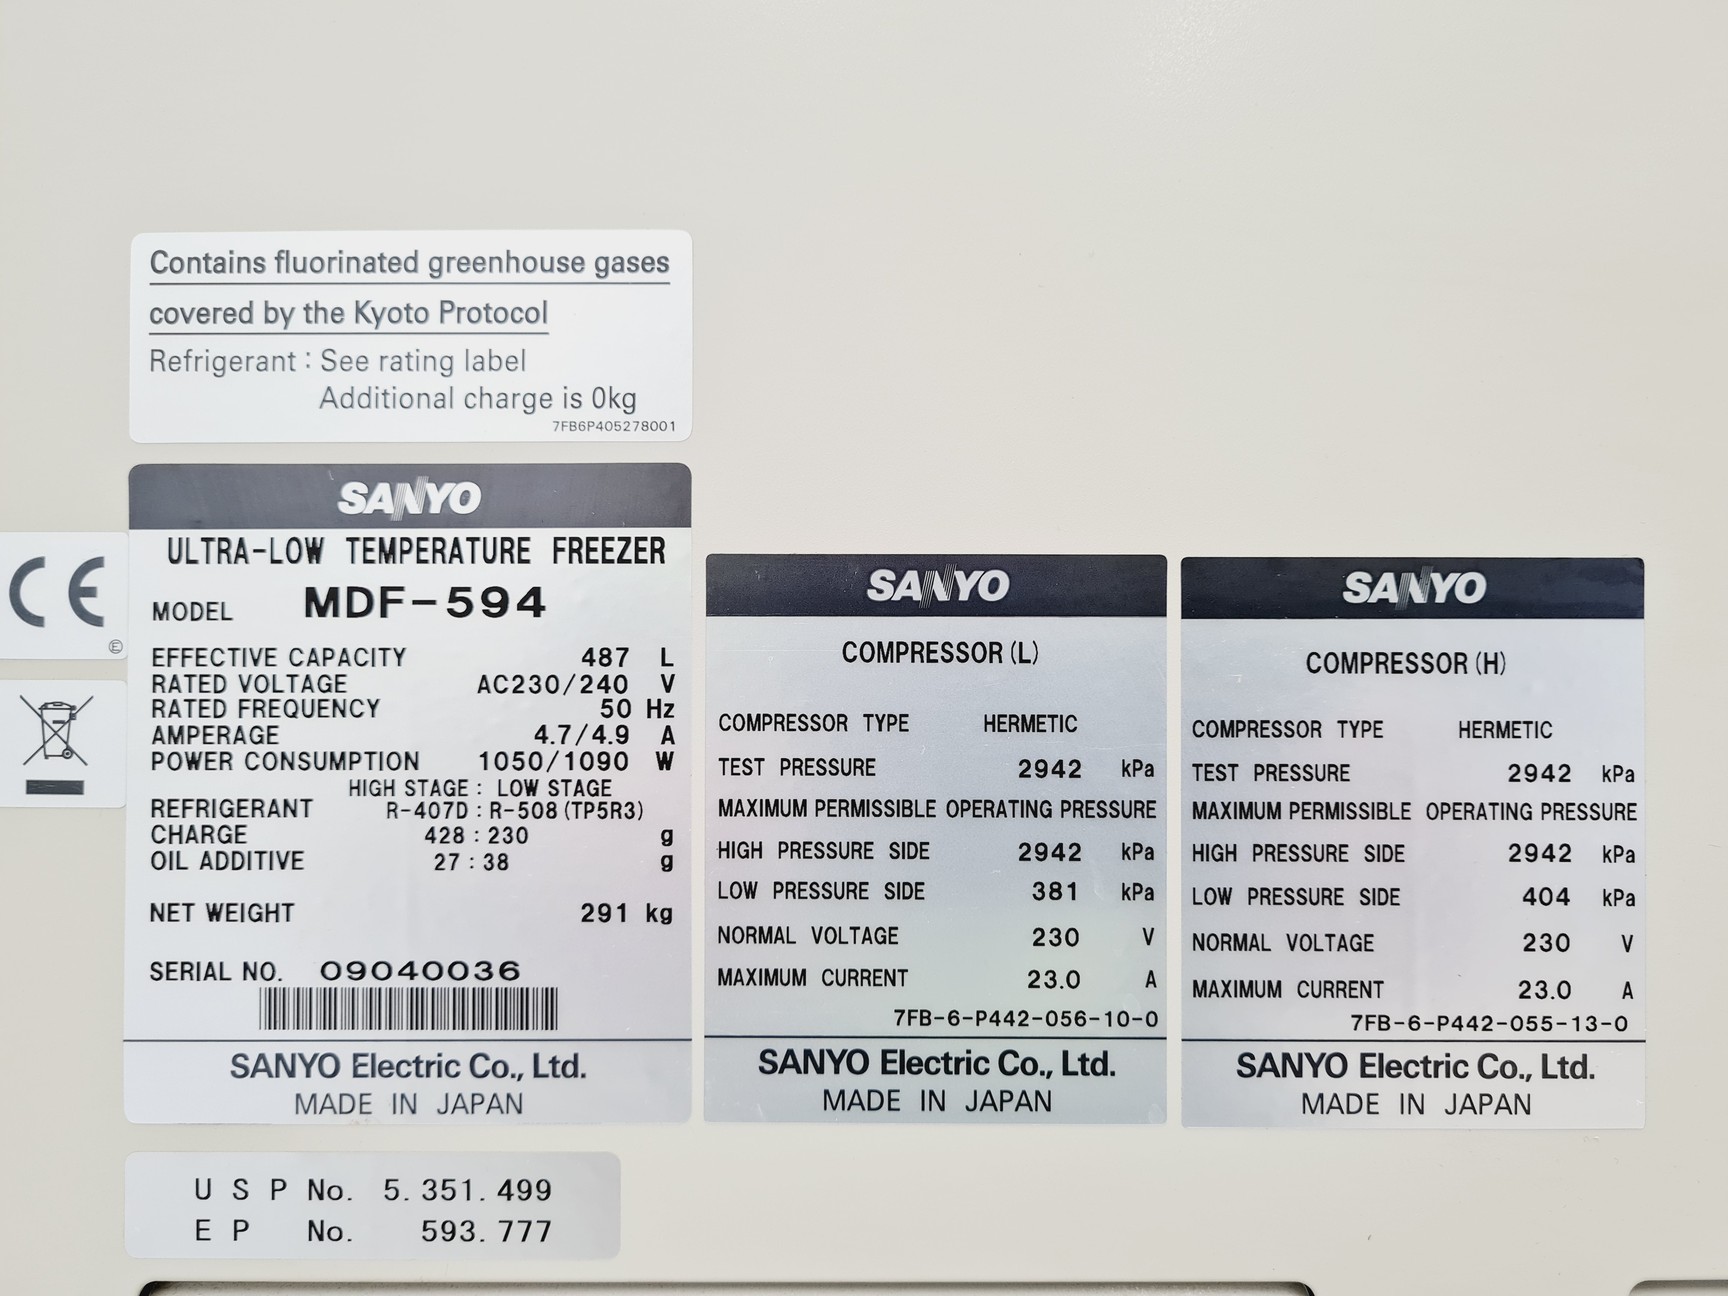 Contains fluorinated greenhouse gases
covered by the Kyoto Protocol
Refrigerant : See rating label
Additional charge is 0kg
7FB6P405278001
CE
Ⓔ
SANYO
ULTRA-LOW TEMPERATURE FREEZER
MODEL MDF-594
EFFECTIVE CAPACITY 487 L
RATED VOLTAGE AC230/240 V
RATED FREQUENCY 50 Hz
AMPERAGE 4.7/4.9 A
POWER CONSUMPTION 1050/1090 W
HIGH STAGE : LOW STAGE
REFRIGERANT R-407D : R-508 (TP5R3)
CHARGE 428 : 230 g
OIL ADDITIVE 27 : 38 g
NET WEIGHT 291 kg
SERIAL NO. 09040036
SANYO Electric Co., Ltd.
MADE IN JAPAN
SANYO
COMPRESSOR (L)
COMPRESSOR TYPE HERMETIC
TEST PRESSURE 2942 kPa
MAXIMUM PERMISSIBLE OPERATING PRESSURE
HIGH PRESSURE SIDE 2942 kPa
LOW PRESSURE SIDE 381 kPa
NORMAL VOLTAGE 230 V
MAXIMUM CURRENT 23.0 A
7FB-6-P442-056-10-0
SANYO Electric Co., Ltd.
MADE IN JAPAN
SANYO
COMPRESSOR (H)
COMPRESSOR TYPE HERMETIC
TEST PRESSURE 2942 kPa
MAXIMUM PERMISSIBLE OPERATING PRESSURE
HIGH PRESSURE SIDE 2942 kPa
LOW PRESSURE SIDE 404 kPa
NORMAL VOLTAGE 230 V
MAXIMUM CURRENT 23.0 A
7FB-6-P442-055-13-0
SANYO Electric Co., Ltd.
MADE IN JAPAN
U S P No. 5. 351. 499
E P No. 593. 777